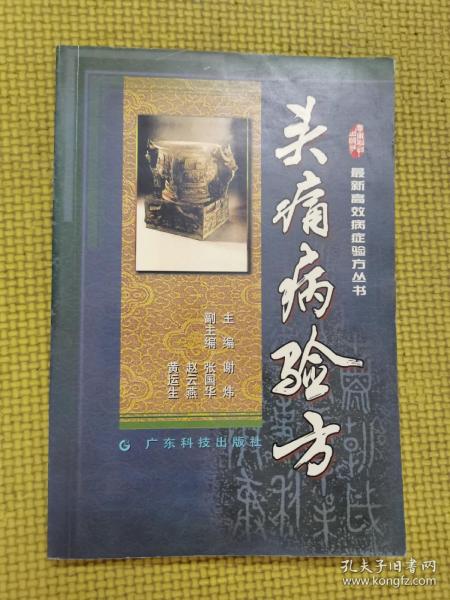 最新高效病症验方丛书
头痛病验方
主编 谢炜
副主编 张国华
赵云燕
黄运生
广东科技出版社
孔夫子旧书网
www.kongfz.com